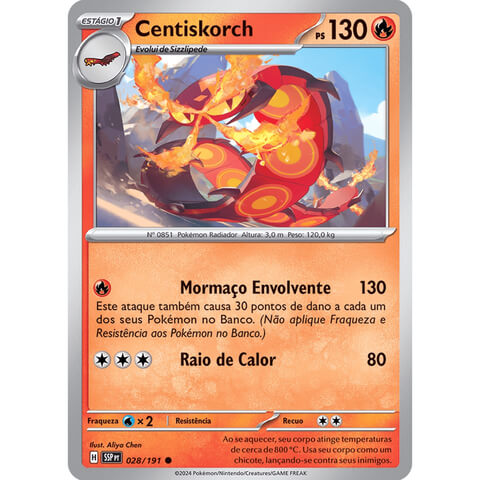 ESTÁGIO 1
Centiskorch
PS 130
Evolui de Sizzlipede
Nº 0851 Pokémon Radiador Altura: 3,0 m Peso: 120,0 kg
Mormaço Envolvente 130
Este ataque também causa 30 pontos de dano a cada um
dos seus Pokémon no Banco. (Não aplique Fraqueza e
Resistência aos Pokémon no Banco.)
Raio de Calor 80
Fraqueza x2 Resistência Recuo
Ilust. Aliya Chen
H SSP PT 028/191
Ao se aquecer, seu corpo atinge temperaturas
de cerca de 800 °C. Usa seu corpo como um
chicote, lançando-se contra seus inimigos.
©2024 Pokémon/Nintendo/Creatures/GAME FREAK